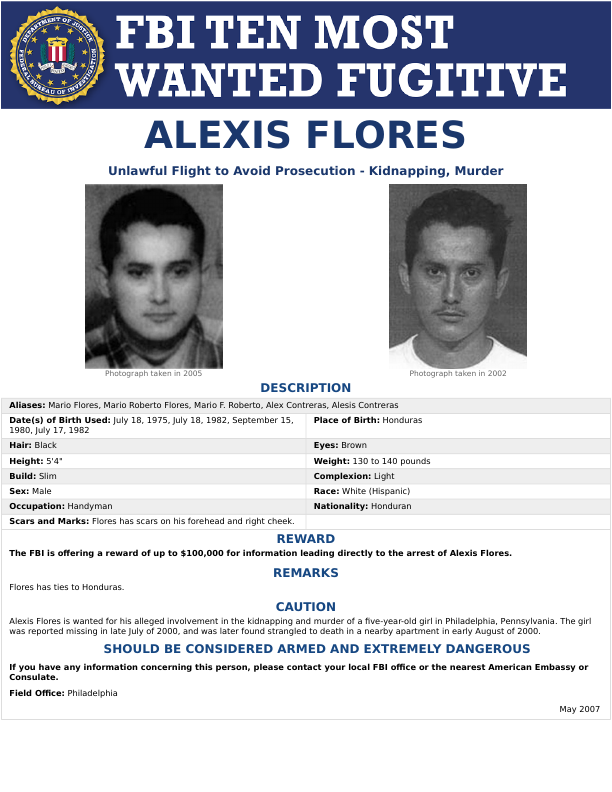 FBI TEN MOST
WANTED FUGITIVE
DEPARTMENT OF JUSTICE
FEDERAL BUREAU OF INVESTIGATION
ALEXIS FLORES
Unlawful Flight to Avoid Prosecution - Kidnapping, Murder
Photograph taken in 2005
Photograph taken in 2002
DESCRIPTION
Aliases: Mario Flores, Mario Roberto Flores, Mario F. Roberto, Alex Contreras, Alesis Contreras
Date(s) of Birth Used: July 18, 1975, July 18, 1982, September 15,
1980, July 17, 1982
Place of Birth: Honduras
Hair: Black
Eyes: Brown
Height: 5'4"
Weight: 130 to 140 pounds
Build: Slim
Complexion: Light
Sex: Male
Race: White (Hispanic)
Occupation: Handyman
Nationality: Honduran
Scars and Marks: Flores has scars on his forehead and right cheek.
REWARD
The FBI is offering a reward of up to $100,000 for information leading directly to the arrest of Alexis Flores.
REMARKS
Flores has ties to Honduras.
CAUTION
Alexis Flores is wanted for his alleged involvement in the kidnapping and murder of a five-year-old girl in Philadelphia, Pennsylvania. The girl
was reported missing in late July of 2000, and was later found strangled to death in a nearby apartment in early August of 2000.
SHOULD BE CONSIDERED ARMED AND EXTREMELY DANGEROUS
If you have any information concerning this person, please contact your local FBI office or the nearest American Embassy or
Consulate.
Field Office: Philadelphia
May 2007